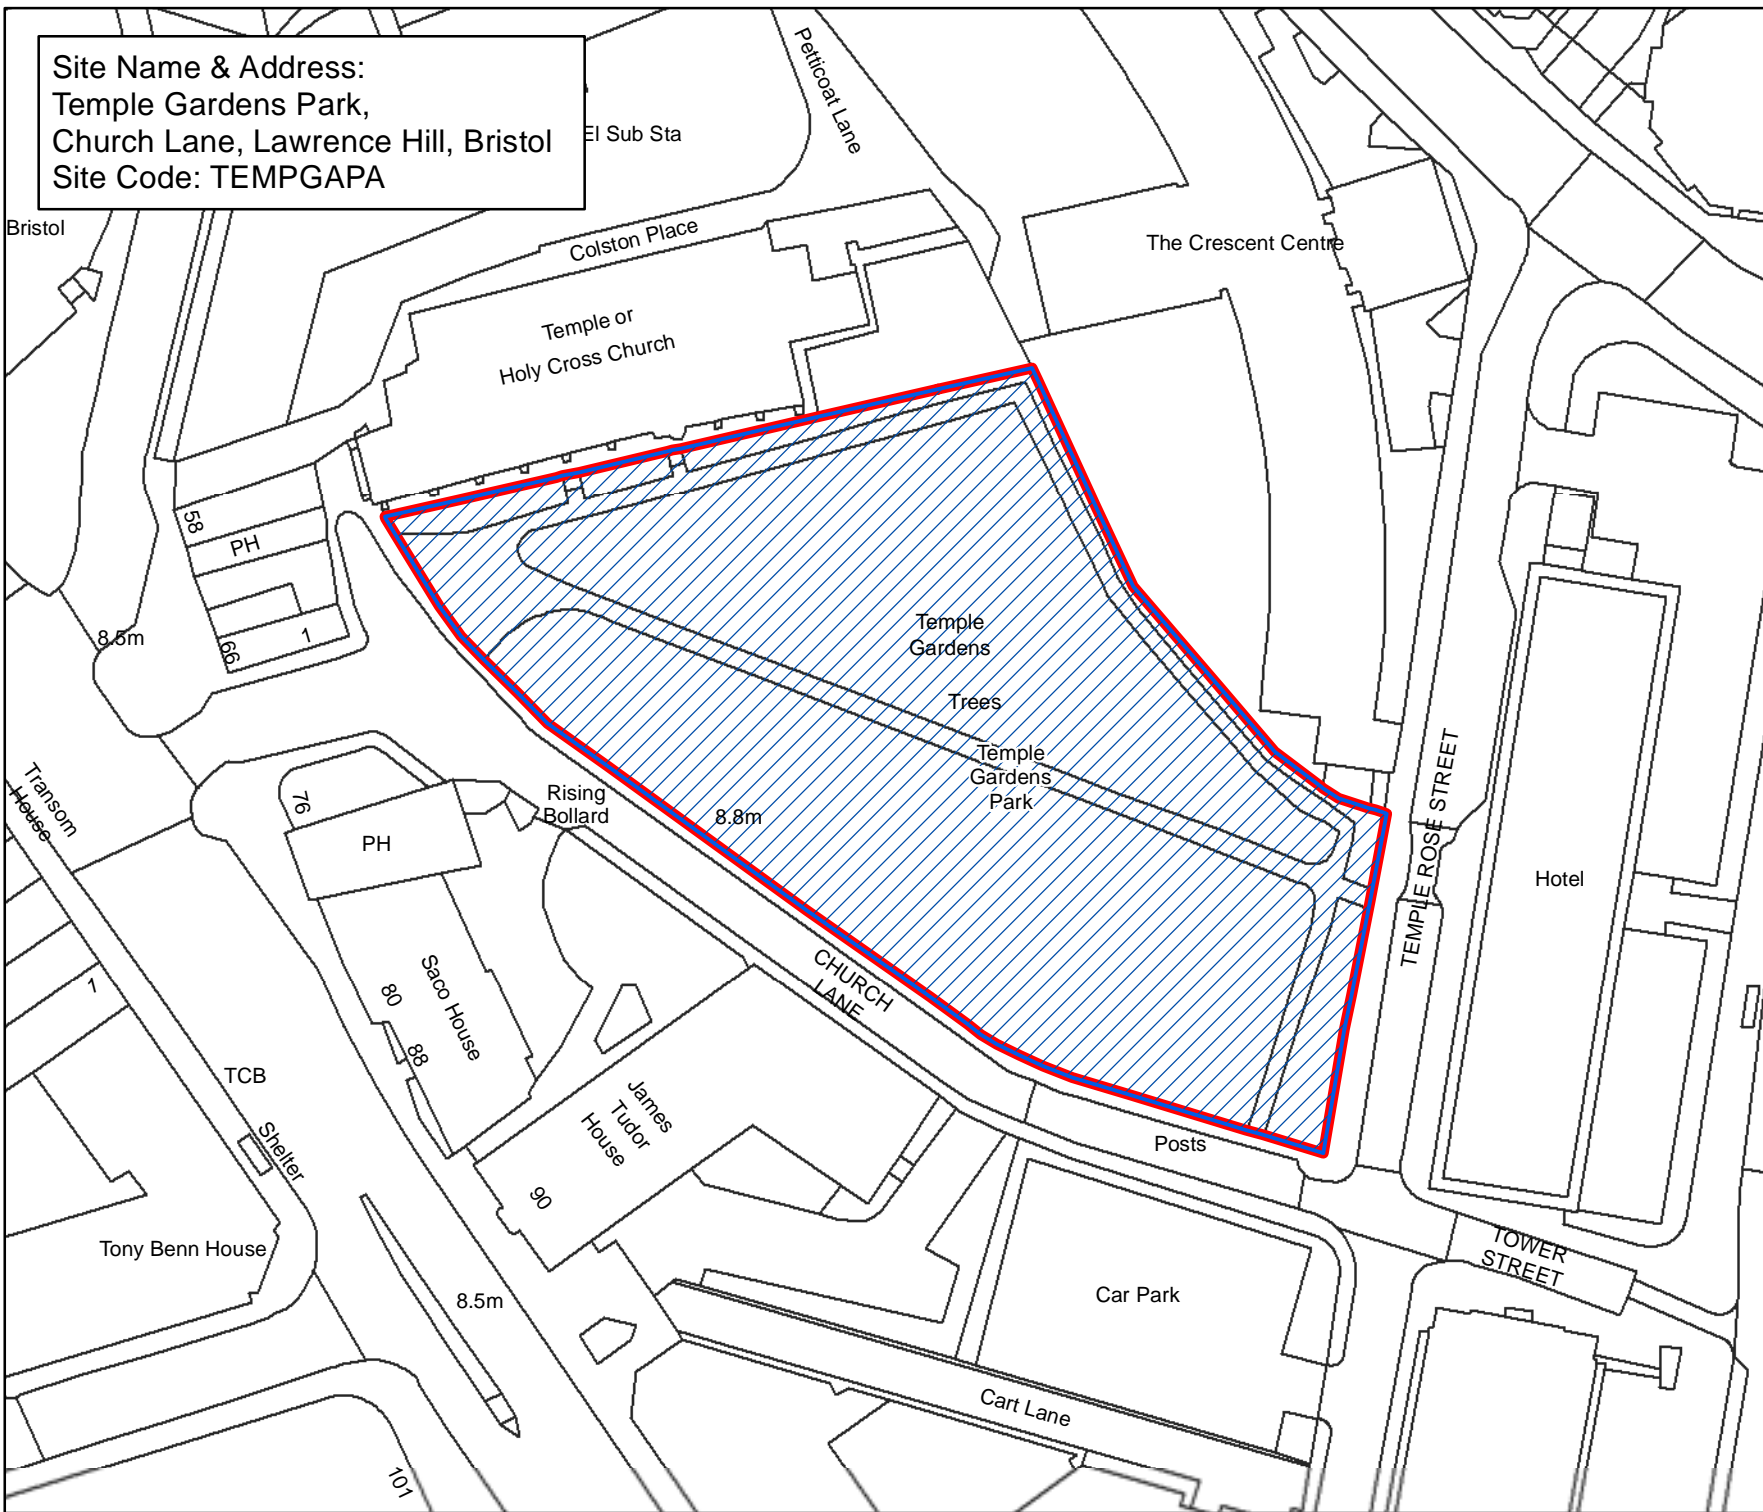 Site Name & Address:
Temple Gardens Park,
Church Lane, Lawrence Hill, Bristol
Site Code: TEMPGAPA
El Sub Sta
Petticoat Lane
Bristol
Colston Place
The Crescent Centre
Temple or
Holy Cross Church
58
PH
66
1
8.5m
Temple
Gardens
Trees
Temple
Gardens
Park
8.8m
Rising
Bollard
Transom
House
76
PH
TEMPLE ROSE STREET
Hotel
CHURCH
LANE
Saco House
80
88
1
TCB
Shelter
James
Tudor
House
90
Posts
Tony Benn House
TOWER
STREET
8.5m
Car Park
Cart Lane
101